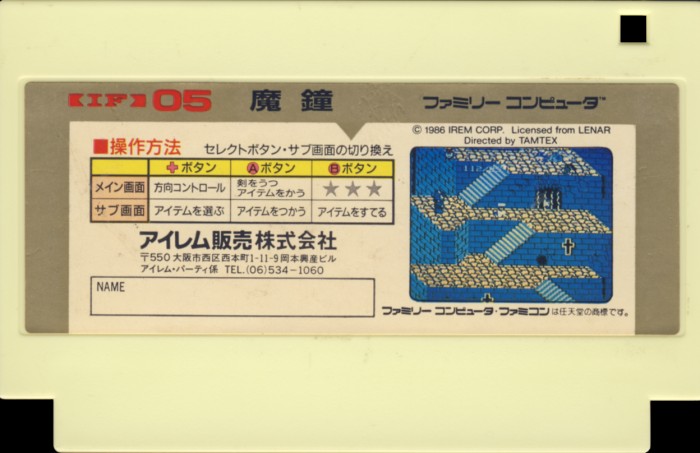 IF 05 魔鐘 ファミリー コンピュータ™
© 1986 IREM CORP. Licensed from LENAR
Directed by TAMTEX
■操作方法 セレクトボタン・サブ画面の切り換え
✚ボタン Ⓐボタン Ⓑボタン
メイン画面 方向コントロール 剣をうつ アイテムをかう ★★★
サブ画面 アイテムを選ぶ アイテムをつかう アイテムをすてる
アイレム販売株式会社
〒550 大阪市西区西本町1-11-9岡本興産ビル
アイレム・パーティ係 TEL.(06)534-1060
NAME
ファミリー コンピュータ・ファミコンは任天堂の商標です。